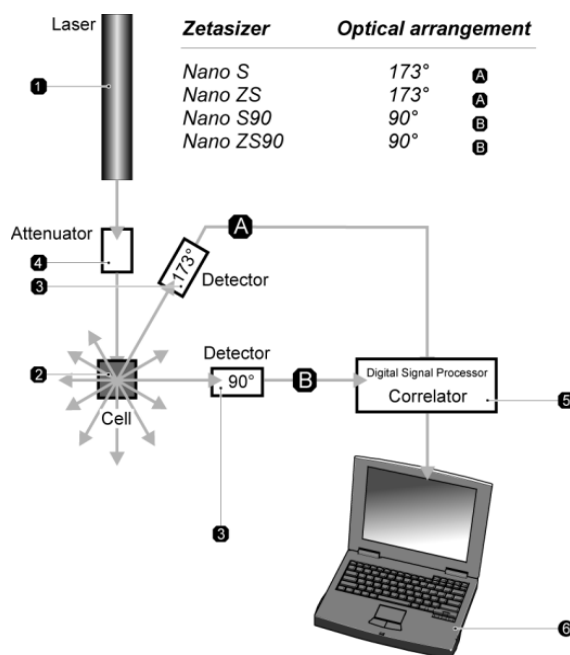 Laser
Zetasizer Optical arrangement
Nano S 173° A
Nano ZS 173° A
Nano S90 90° B
Nano ZS90 90° B
1
Attenuator
4
A
173°
3
Detector
Detector
2
90°
B
Digital Signal Processor
Correlator
5
Cell
3
6